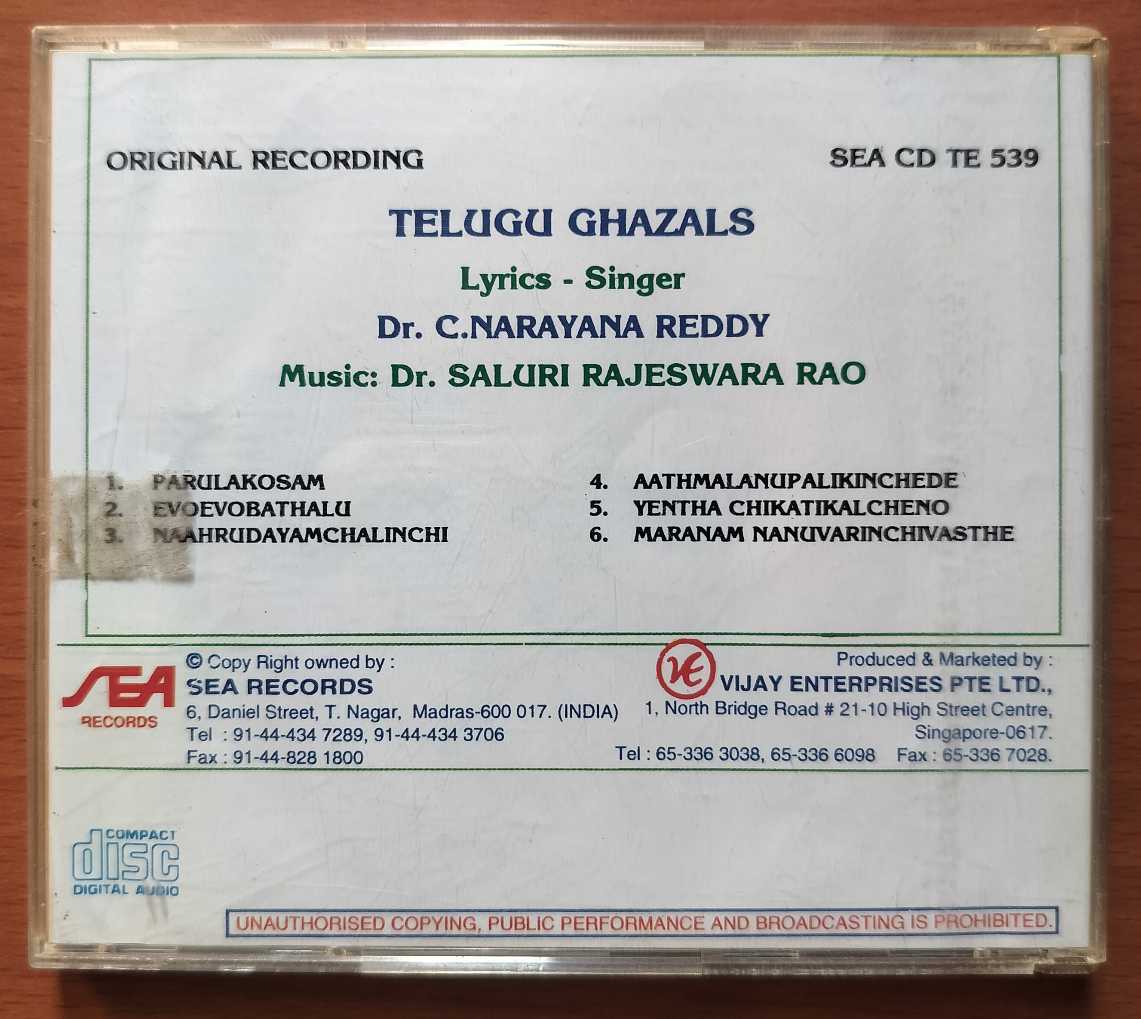 ORIGINAL RECORDING
SEA CD TE 539
TELUGU GHAZALS
Lyrics - Singer
Dr. C.NARAYANA REDDY
Music: Dr. SALURI RAJESWARA RAO
1. PARULAKOSAM
2. EVOEVOBATHALU
3. NAAHRUDAYAMCHALINCHI
4. AATHMALANUPALIKINCHEDE
5. YENTHA CHIKATIKALCHENO
6. MARANAM NANUVARINCHIVASTHE
SEA
RECORDS
© Copy Right owned by :
SEA RECORDS
6, Daniel Street, T. Nagar, Madras-600 017. (INDIA)
Tel : 91-44-434 7289, 91-44-434 3706
Fax : 91-44-828 1800
VE
Produced & Marketed by :
VIJAY ENTERPRISES PTE LTD.,
1, North Bridge Road # 21-10 High Street Centre,
Singapore-0617.
Tel : 65-336 3038, 65-336 6098 Fax : 65-336 7028.
COMPACT
disc
DIGITAL AUDIO
UNAUTHORISED COPYING, PUBLIC PERFORMANCE AND BROADCASTING IS PROHIBITED.